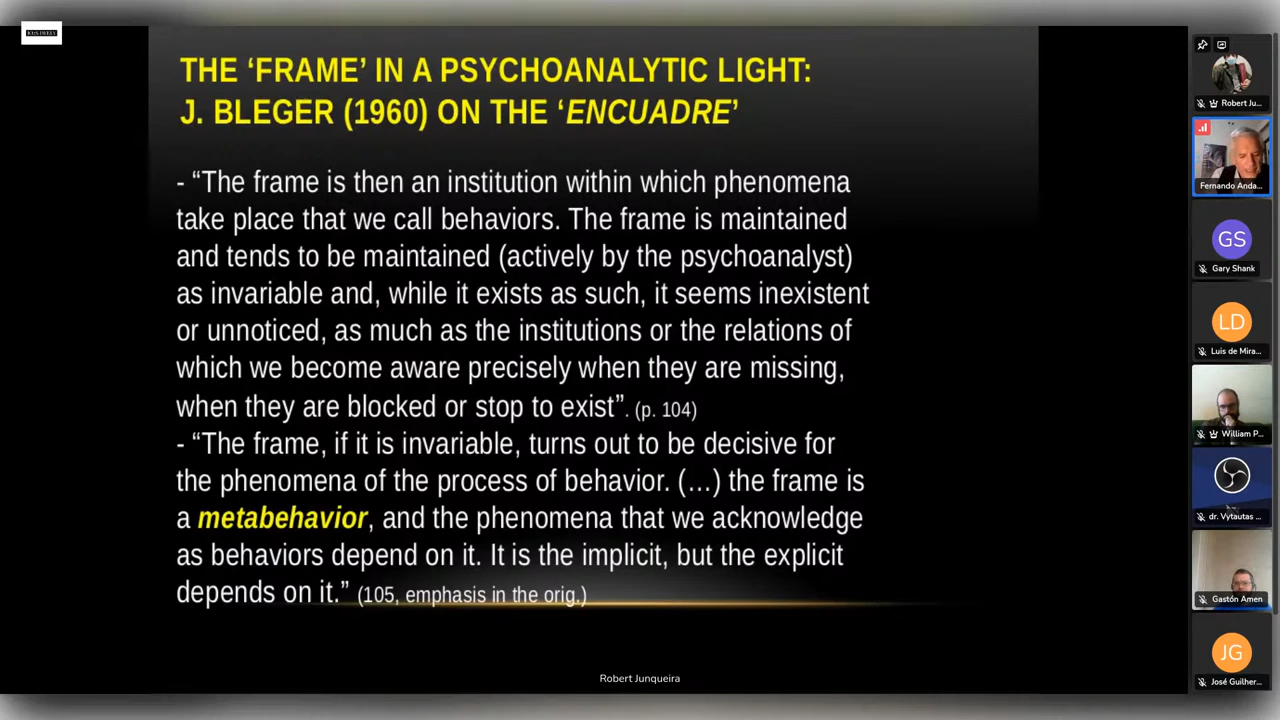 THE ‘FRAME’ IN A PSYCHOANALYTIC LIGHT:
J. BLEGER (1960) ON THE ‘ENCUADRE’
- “The frame is then an institution within which phenomena
take place that we call behaviors. The frame is maintained
and tends to be maintained (actively by the psychoanalyst)
as invariable and, while it exists as such, it seems inexistent
or unnoticed, as much as the institutions or the relations of
which we become aware precisely when they are missing,
when they are blocked or stop to exist”. (p. 104)
- “The frame, if it is invariable, turns out to be decisive for
the phenomena of the process of behavior. (…) the frame is
a metabehavior, and the phenomena that we acknowledge
as behaviors depend on it. It is the implicit, but the explicit
depends on it.” (105, emphasis in the orig.)
Robert Junqueira
Robert Ju...
Fernando Anda...
GS
Gary Shank
LD
Luis de Mira...
William P...
dr. Vytautas ...
Gastón Amen
JG
José Guilher...